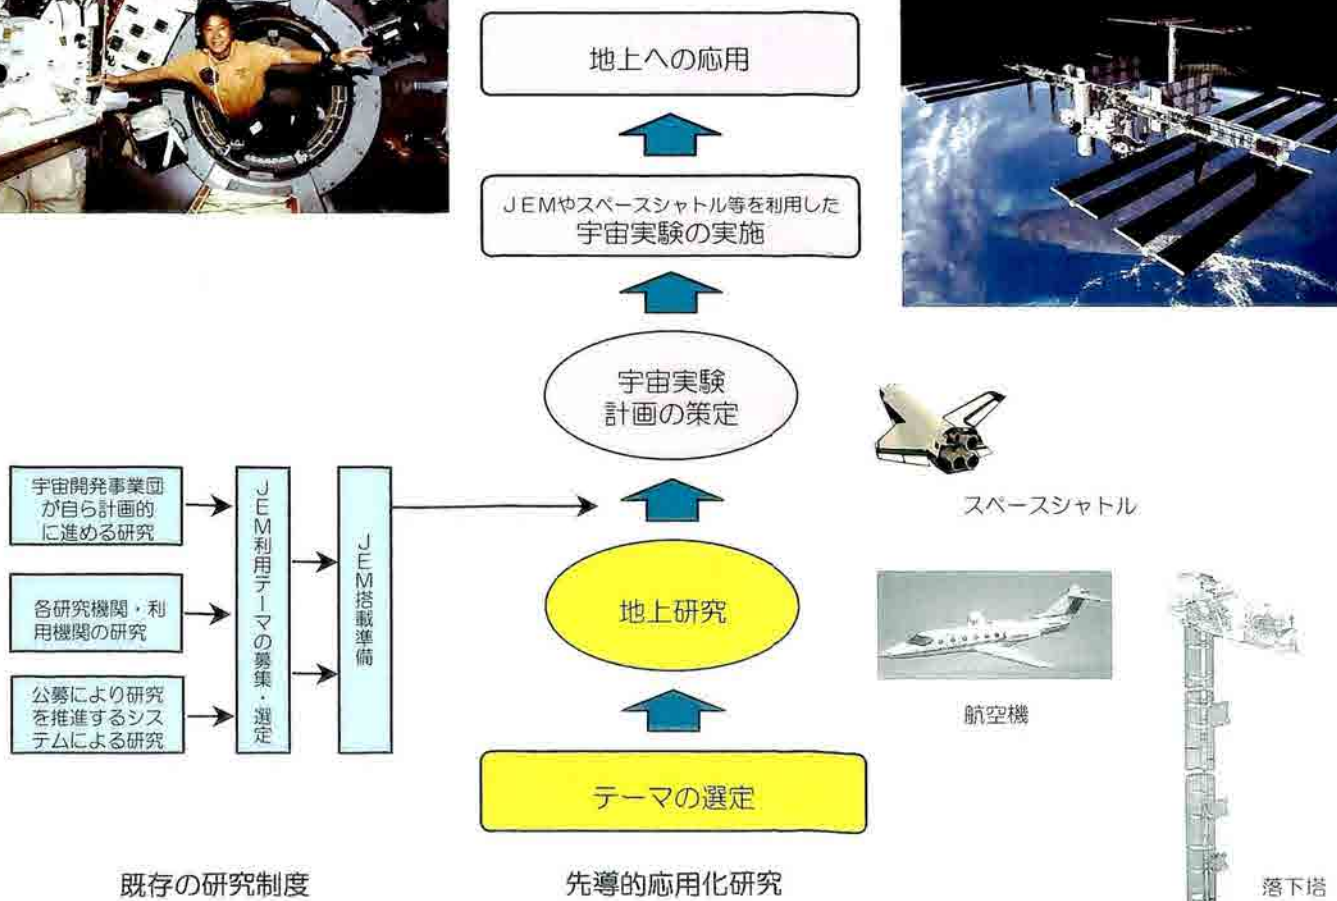 地上への応用
JEMやスペースシャトル等を利用した
宇宙実験の実施
宇宙実験
計画の策定
スペースシャトル
宇宙開発事業団
が自ら計画的
に進める研究
各研究機関・利
用機関の研究
公募により研究
を推進するシス
テムによる研究
JEM利用テーマの募集・選定
JEM搭載準備
地上研究
航空機
テーマの選定
既存の研究制度
先導的応用化研究
落下塔